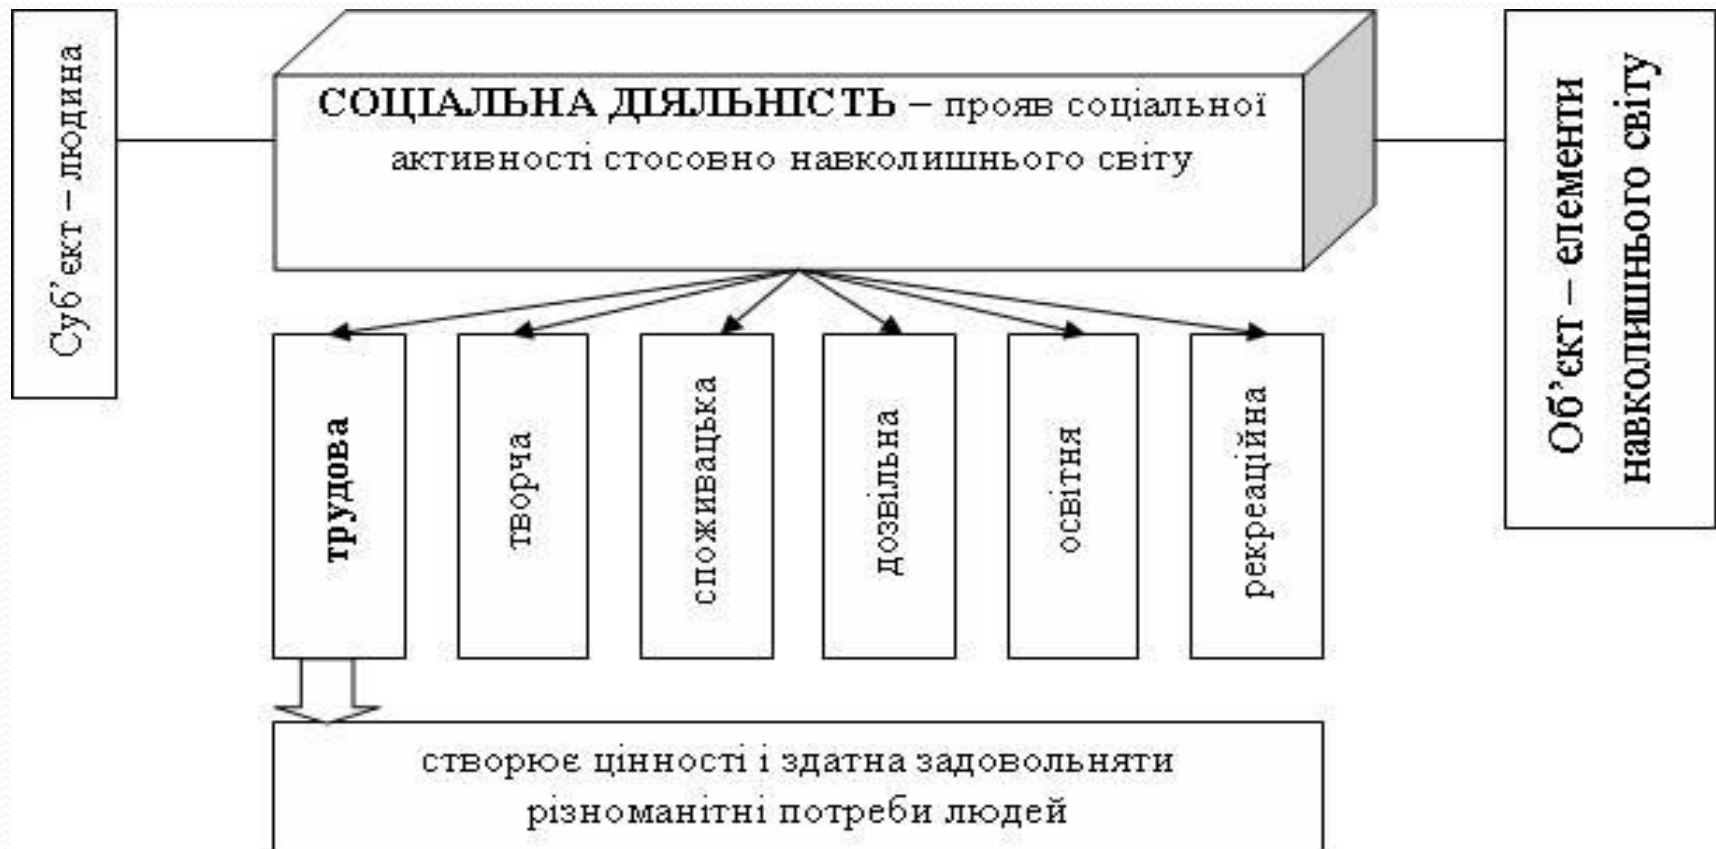 Суб'єкт – людина
СОЦІАЛЬНА ДІЯЛЬНІСТЬ – прояв соціальної
активності стосовно навколишнього світу
Об'єкт – елементи
навколишнього світу
трудова
творча
споживацька
дозвільна
освітня
рекреаційна
створює цінності і здатна задовольняти
різноманітні потреби людей